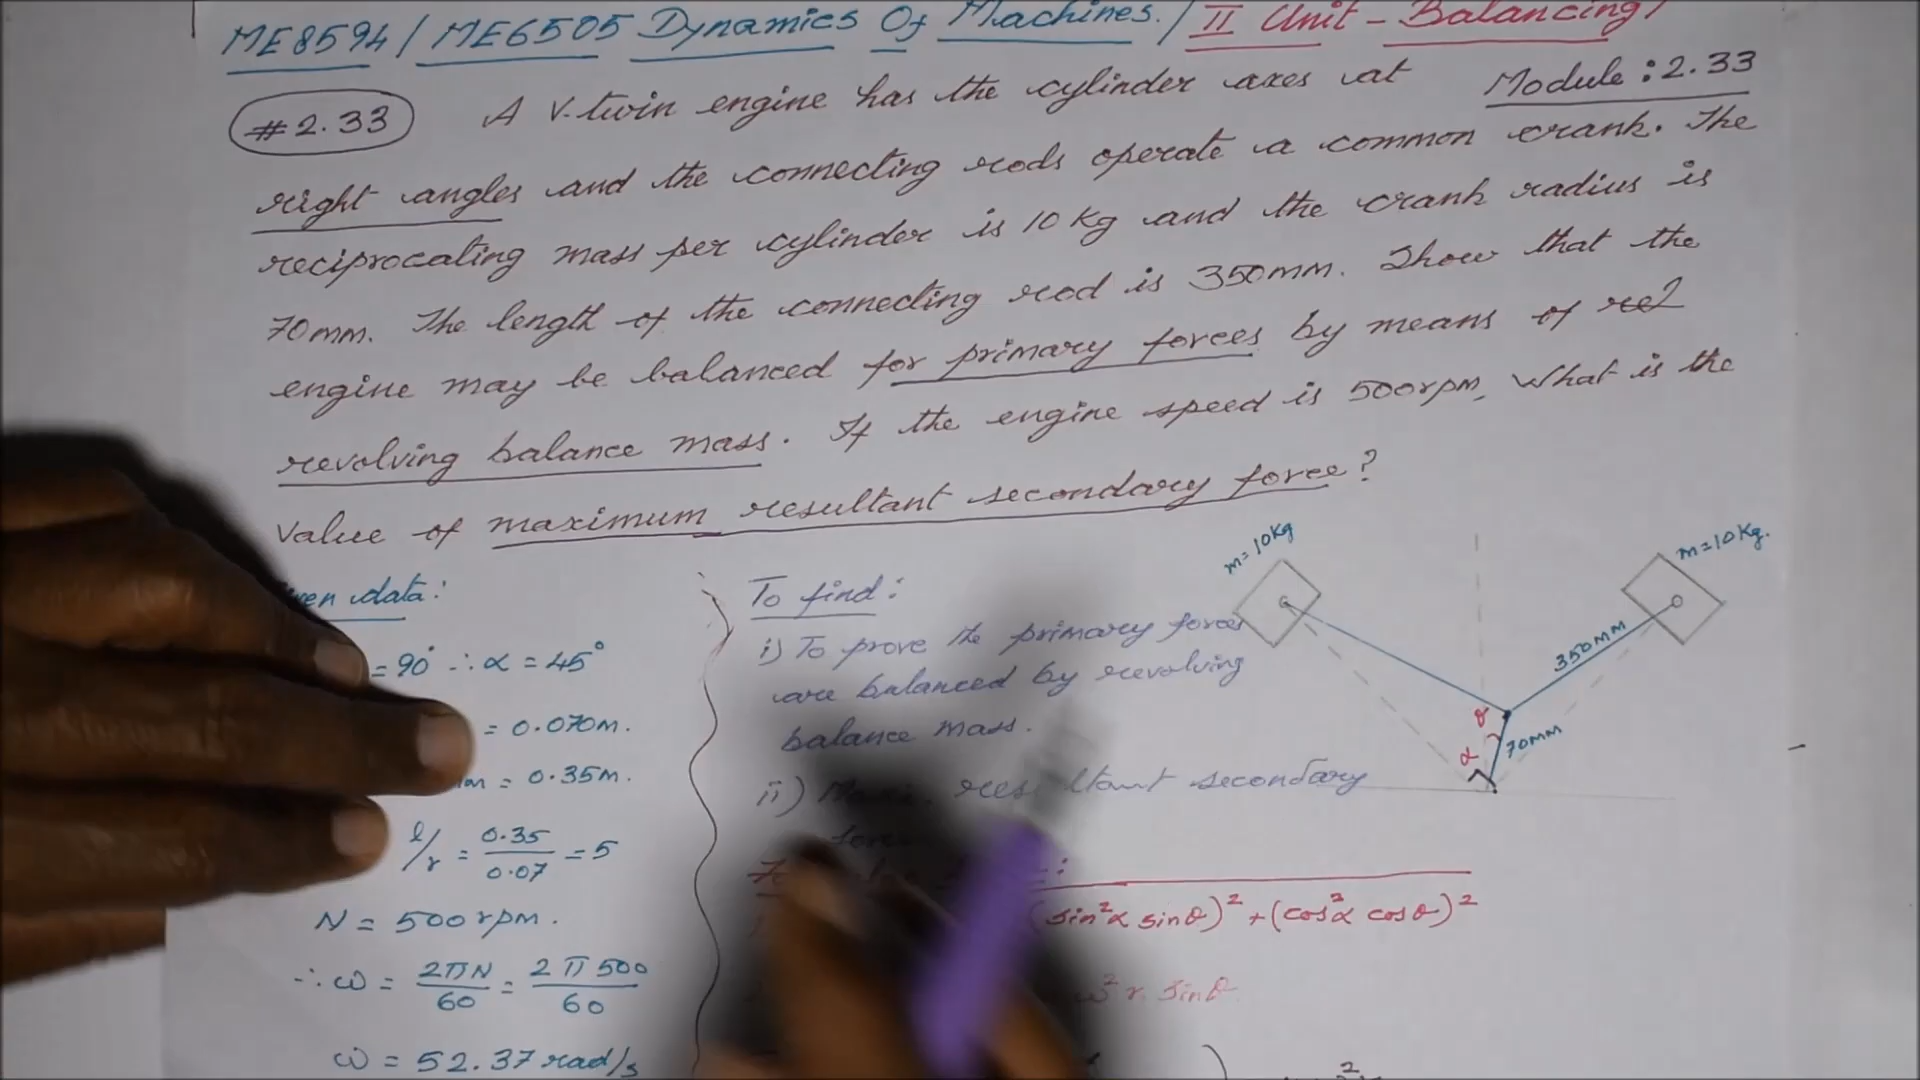 ME8594 / ME6505 Dynamics Of Machines. / II Unit - Balancing/
#2.33 A V-twin engine has the cylinder axes at Module: 2.33
right angles and the connecting rods operate a common crank. The
reciprocating mass per cylinder is 10 Kg and the crank radius is
70mm. The length of the connecting rod is 350mm. Show that the
engine may be balanced for primary forces by means of
revolving balance mass. If the engine speed is 500rpm, What is the
Value of maximum resultant secondary force?
m=10Kg
m=10Kg.
data:
= 90° ∴ α = 45°
= 0.070m.
= 0.35m.
l/r = 0.35/0.07 = 5
N = 500 rpm.
∴ ω = 2πN/60 = 2π500/60
ω = 52.37 rad/s
To find:
i) To prove the primary forces
are balanced by revolving
balance mass.
ii) secondary
350mm
θ
α
70mm
(sin²α sinθ)² + (cos²α cosθ)²
ω² r. sinθ